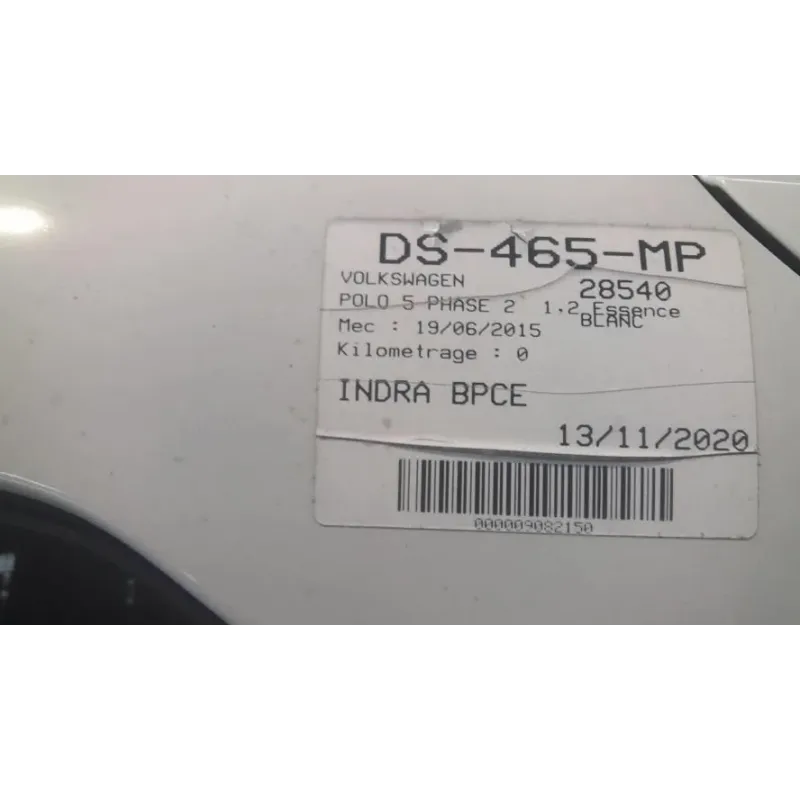 DS-465-MP
VOLKSWAGEN 28540
POLO 5 PHASE 2 1.2 Essence
BLANC
Mec : 19/06/2015
Kilometrage : 0
INDRA BPCE
13/11/2020
000009082150